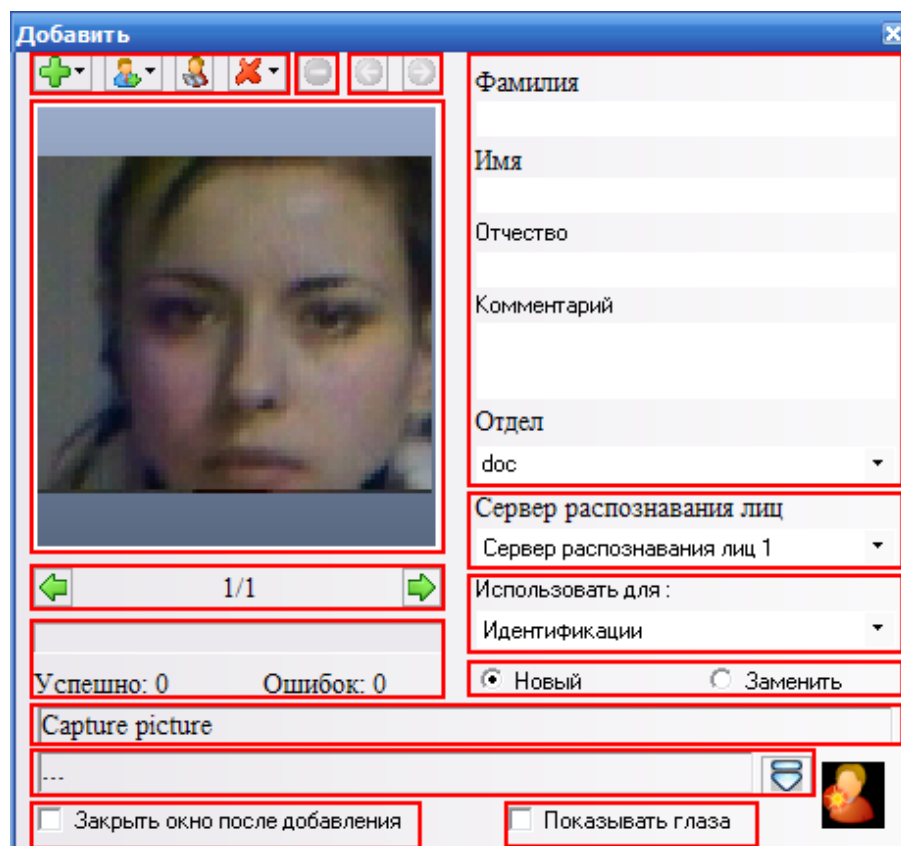 Добавить
Фамилия
Имя
Отчество
Комментарий
Отдел
doc
Сервер распознавания лиц
Сервер распознавания лиц 1
1/1
Использовать для :
Идентификации
Успешно: 0 Ошибок: 0
Новый Заменить
Capture picture
...
Закрыть окно после добавления Показывать глаза